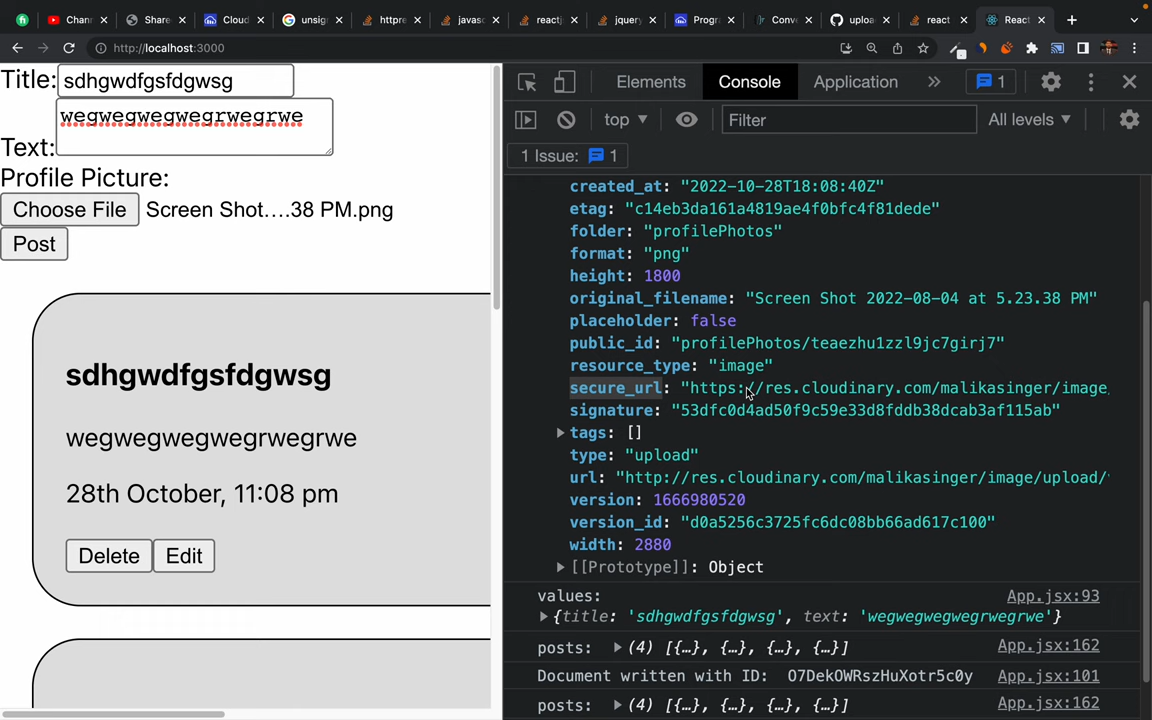 Chann
Share
Cloud
unsig
httpre
javas
reactj
jquery
Progra
Conve
uploa
react
React
http://localhost:3000
Title: sdhgwdfgsfdgwsg
Text: wegwegwegwegrwegrwe
Profile Picture:
Choose File Screen Shot....38 PM.png
Post
sdhgwdfgsfdgwsg
wegwegwegwegrwegrwe
28th October, 11:08 pm
Delete Edit
Elements Console Application 1
top Filter All levels
1 Issue: 1
created_at: "2022-10-28T18:08:40Z"
etag: "c14eb3da161a4819ae4f0bfc4f81dede"
folder: "profilePhotos"
format: "png"
height: 1800
original_filename: "Screen Shot 2022-08-04 at 5.23.38 PM"
placeholder: false
public_id: "profilePhotos/teaezhu1zzl9jc7girj7"
resource_type: "image"
secure_url: "https://res.cloudinary.com/malikasinger/image
signature: "53dfc0d4ad50f9c59e33d8fddb38dcab3af115ab"
tags: []
type: "upload"
url: "http://res.cloudinary.com/malikasinger/image/upload/
version: 1666980520
version_id: "d0a5256c3725fc6dc08bb66ad617c100"
width: 2880
[[Prototype]]: Object
values: App.jsx:93
{title: 'sdhgwdfgsfdgwsg', text: 'wegwegwegwegrwegrwe'}
posts: (4) [{…}, {…}, {…}, {…}] App.jsx:162
Document written with ID: O7DekOWRszHuXotr5c0y App.jsx:101
posts: (4) [{…}, {…}, {…}, {…}] App.jsx:162